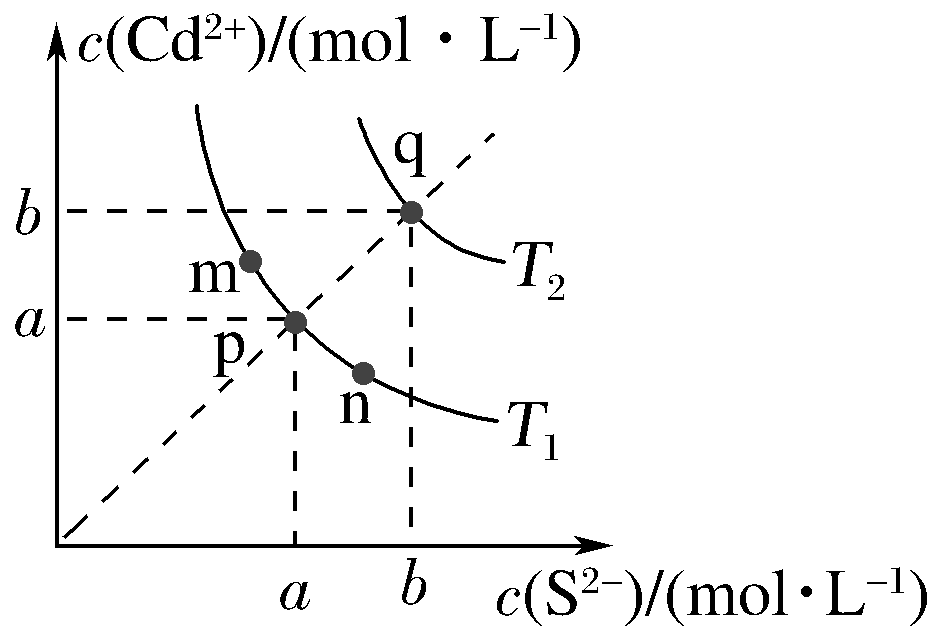 c(Cd²⁺)/(mol · L⁻¹)
q
b
T₂
m
a
p
n
T₁
a
b
c(S²⁻)/(mol·L⁻¹)